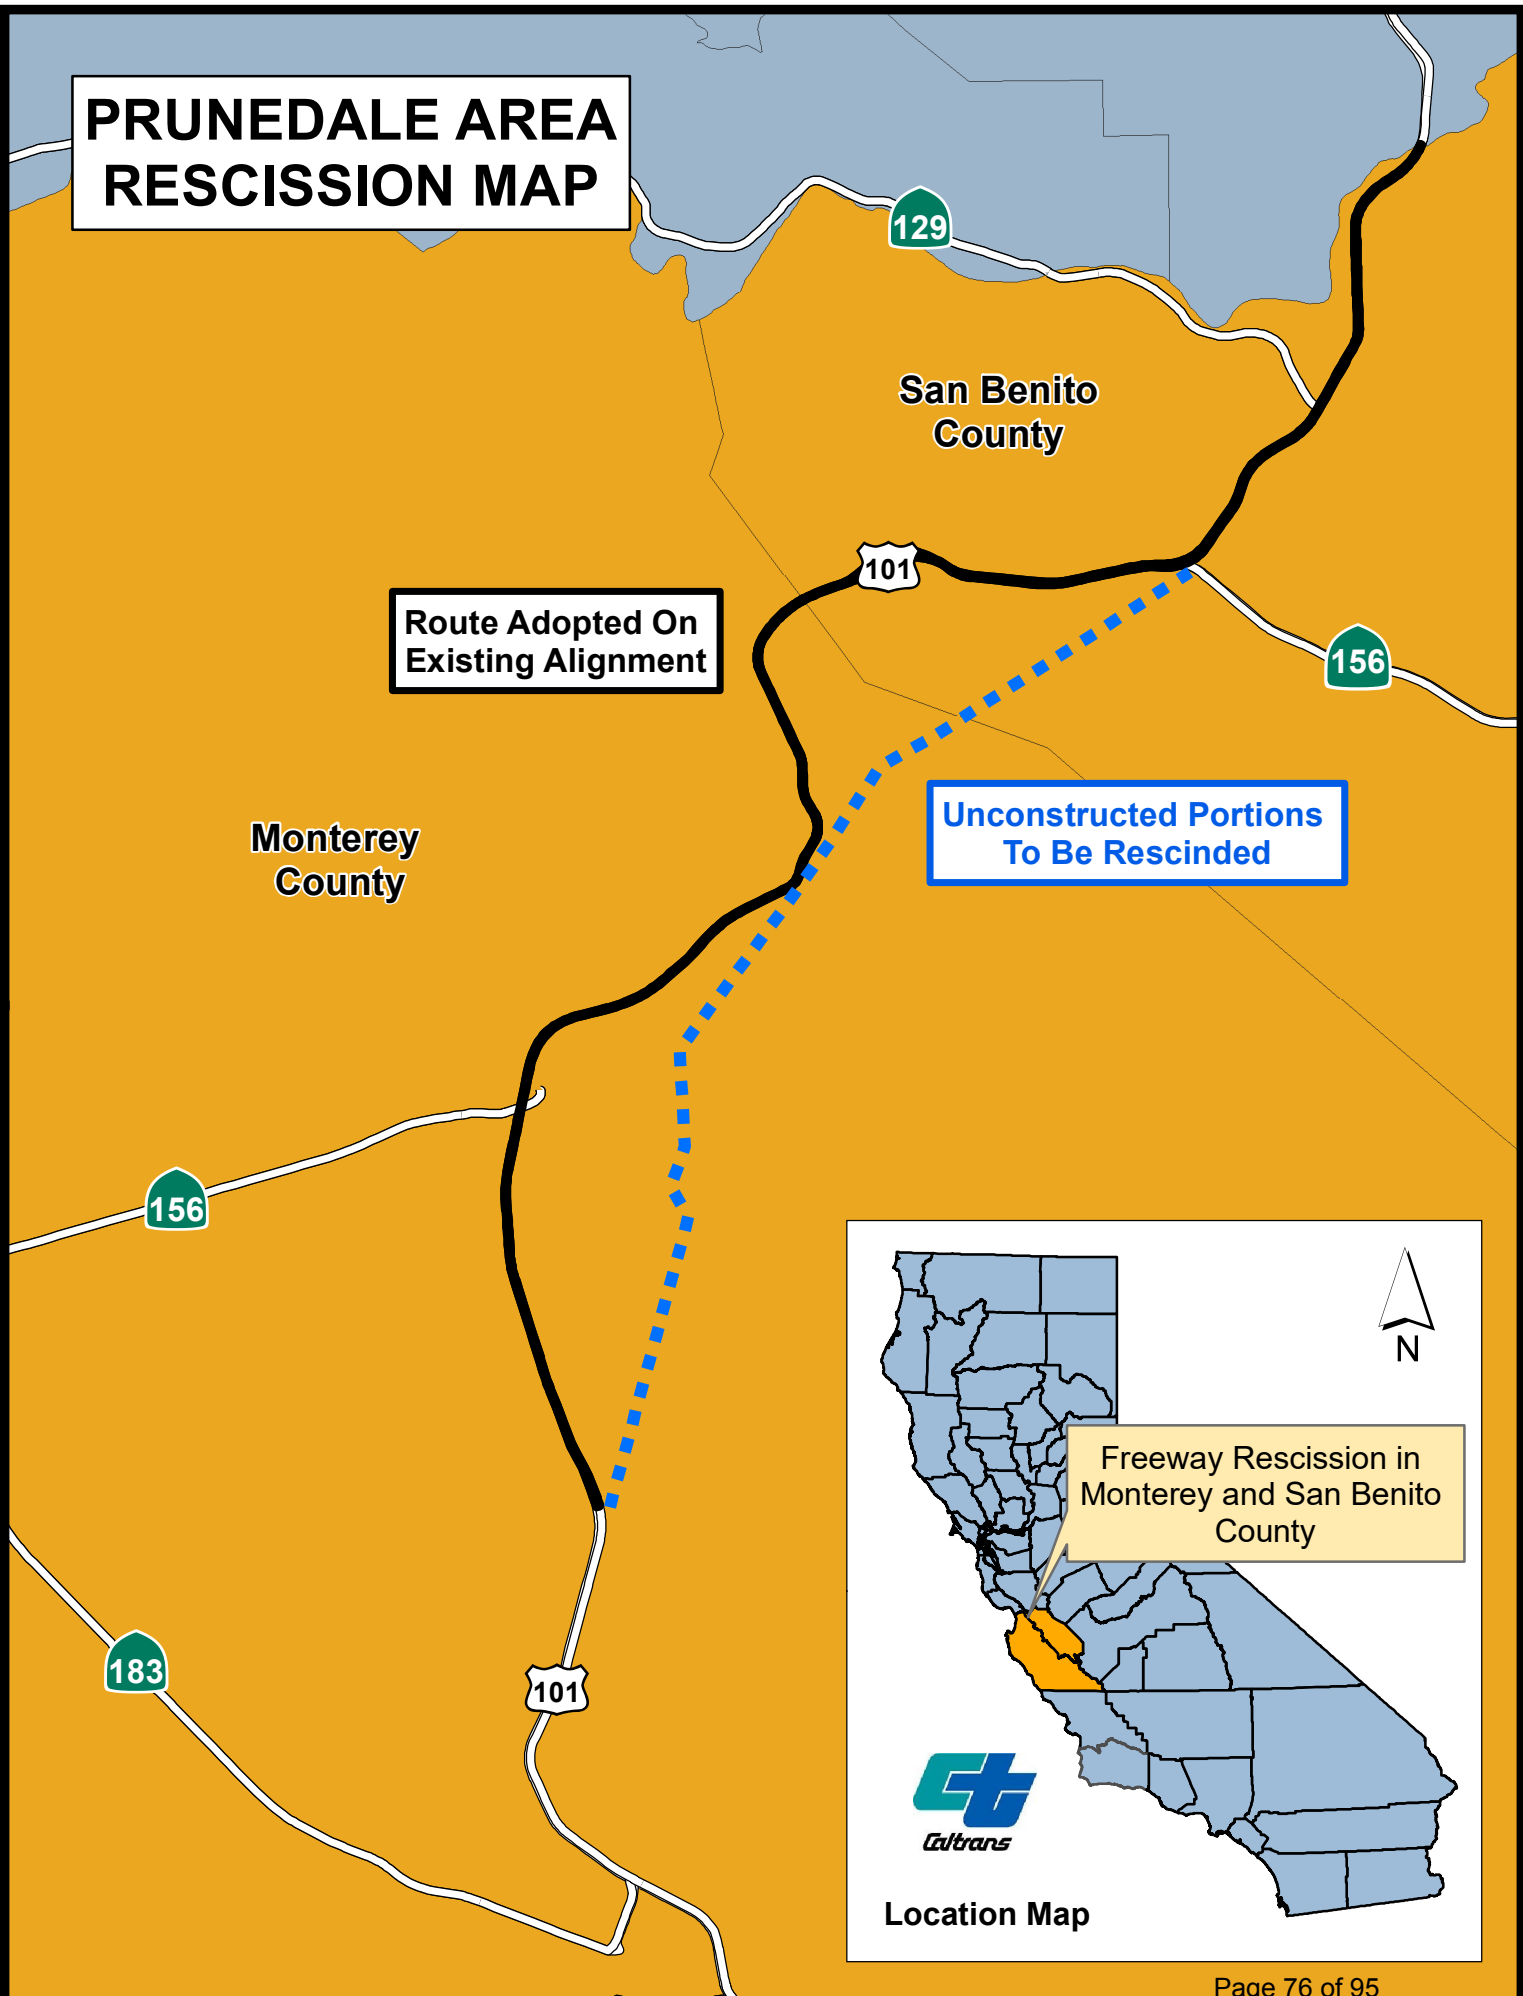 PRUNEDALE AREA
RESCISSION MAP
129
San Benito
County
101
Route Adopted On
Existing Alignment
156
Unconstructed Portions
To Be Rescinded
Monterey
County
156
N
Freeway Rescission in
Monterey and San Benito
County
183
101
Caltrans
Location Map
Page 76 of 95